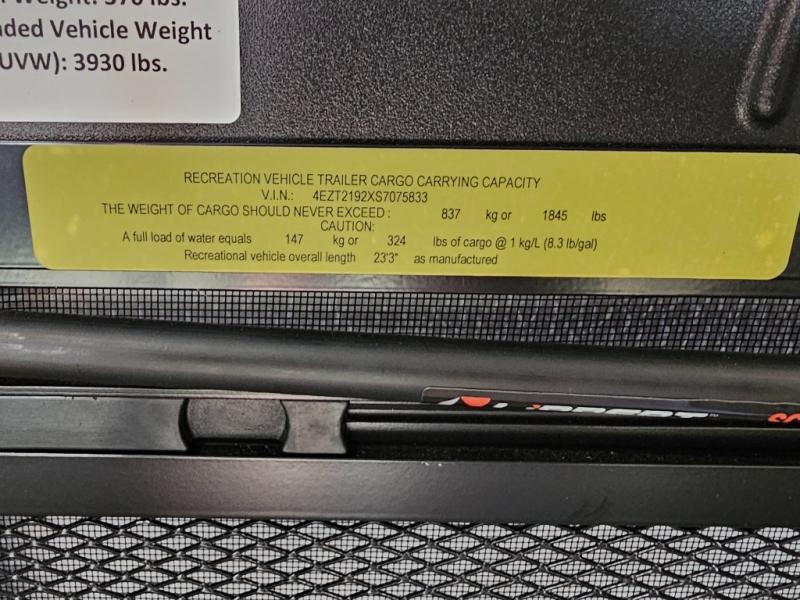 Weight: 570 lbs.
Vehicle Weight
UVW): 3930 lbs.
RECREATION VEHICLE TRAILER CARGO CARRYING CAPACITY
V.I.N.: 4EZT2192XS7075833
THE WEIGHT OF CARGO SHOULD NEVER EXCEED : 837 kg or 1845 lbs
CAUTION:
A full load of water equals 147 kg or 324 lbs of cargo @ 1 kg/L (8.3 lb/gal)
Recreational vehicle overall length 23'3" as manufactured